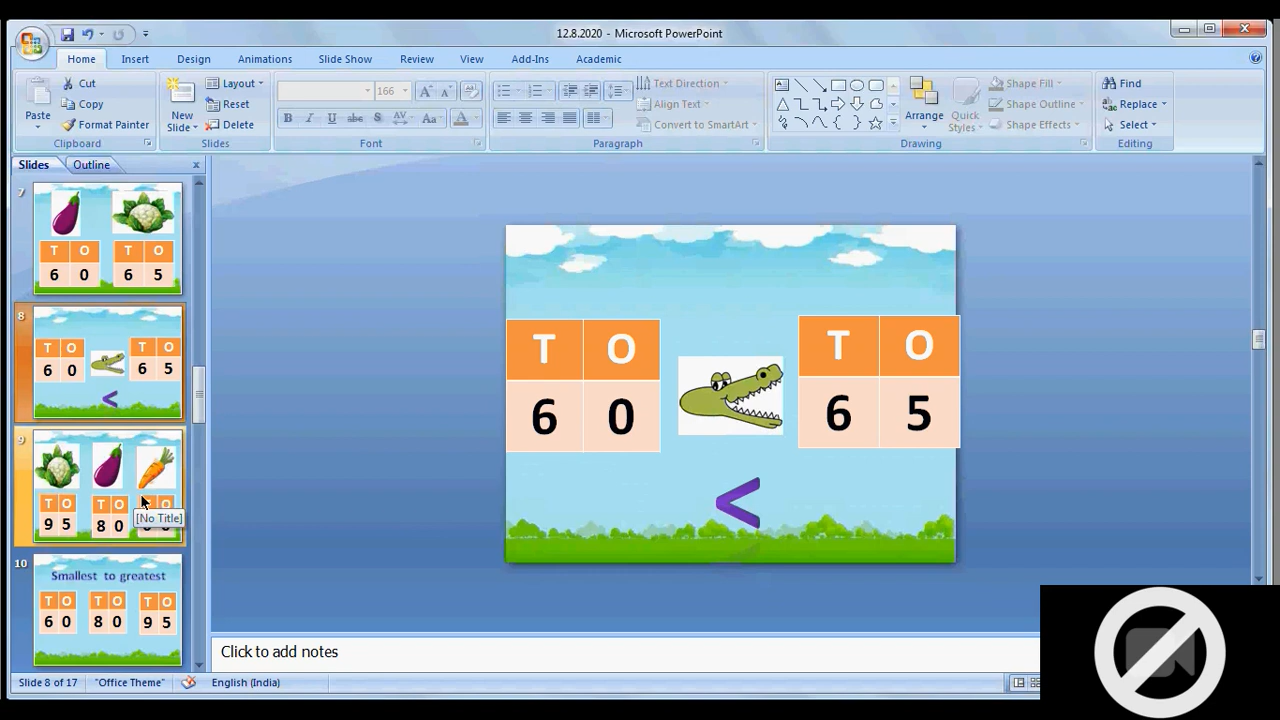 12.8.2020 - Microsoft PowerPoint
Home Insert Design Animations Slide Show Review View Add-Ins Academic
Paste
Cut
Copy
Format Painter
Clipboard
New Slide
Layout
Reset
Delete
Slides
166
B I U abc S AV Aa A
Font
Text Direction
Align Text
Convert to SmartArt
Paragraph
Arrange
Quick Styles
Shape Fill
Shape Outline
Shape Effects
Drawing
Find
Replace
Select
Editing
Slides Outline
7
T O T O
6 0 6 5
8
T O T O
6 0 6 5
<
9
T O T O O
9 5 8 0
[No Title]
10
Smallest to greatest
T O T O T O
6 0 8 0 9 5
T O T O
6 0 6 5
<
Click to add notes
Slide 8 of 17 "Office Theme" English (India)